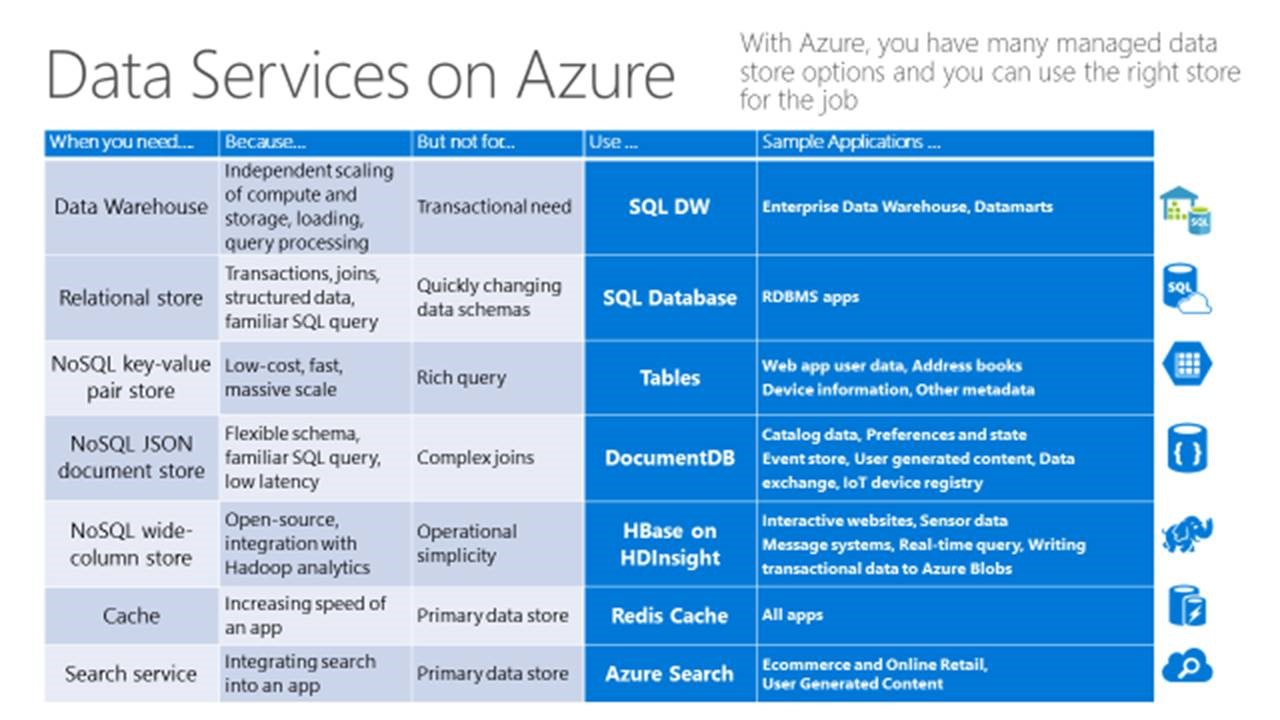 Data Services on Azure
With Azure, you have many managed data
store options and you can use the right store
for the job
When you need.... Because... But not for... Use ... Sample Applications ...
Data Warehouse
Independent scaling
of compute and
storage, loading,
query processing
Transactional need
SQL DW
Enterprise Data Warehouse, Datamarts
SQL
Relational store
Transactions, joins,
structured data,
familiar SQL query
Quickly changing
data schemas
SQL Database
RDBMS apps
SQL
NoSQL key-value
pair store
Low-cost, fast,
massive scale
Rich query
Tables
Web app user data, Address books
Device information, Other metadata
NoSQL JSON
document store
Flexible schema,
familiar SQL query,
low latency
Complex joins
DocumentDB
Catalog data, Preferences and state
Event store, User generated content, Data
exchange, IoT device registry
{ }
NoSQL wide-
column store
Open-source,
integration with
Hadoop analytics
Operational
simplicity
HBase on
HDInsight
Interactive websites, Sensor data
Message systems, Real-time query, Writing
transactional data to Azure Blobs
Cache
Increasing speed of
an app
Primary data store
Redis Cache
All apps
Search service
Integrating search
into an app
Primary data store
Azure Search
Ecommerce and Online Retail,
User Generated Content